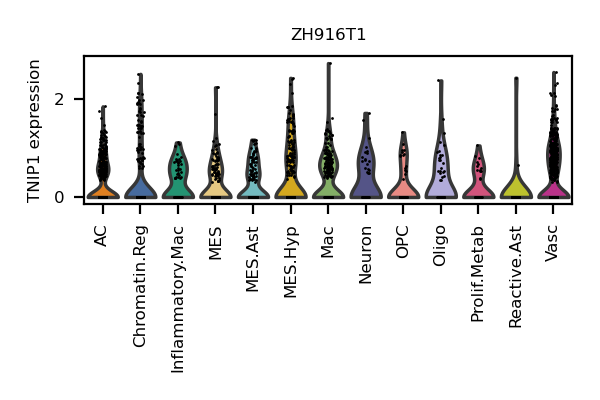 ZH916T1
TNIP1 expression
2
0
AC
Chromatin.Reg
Inflammatory.Mac
MES
MES.Ast
MES.Hyp
Mac
Neuron
OPC
Oligo
Prolif.Metab
Reactive.Ast
Vasc